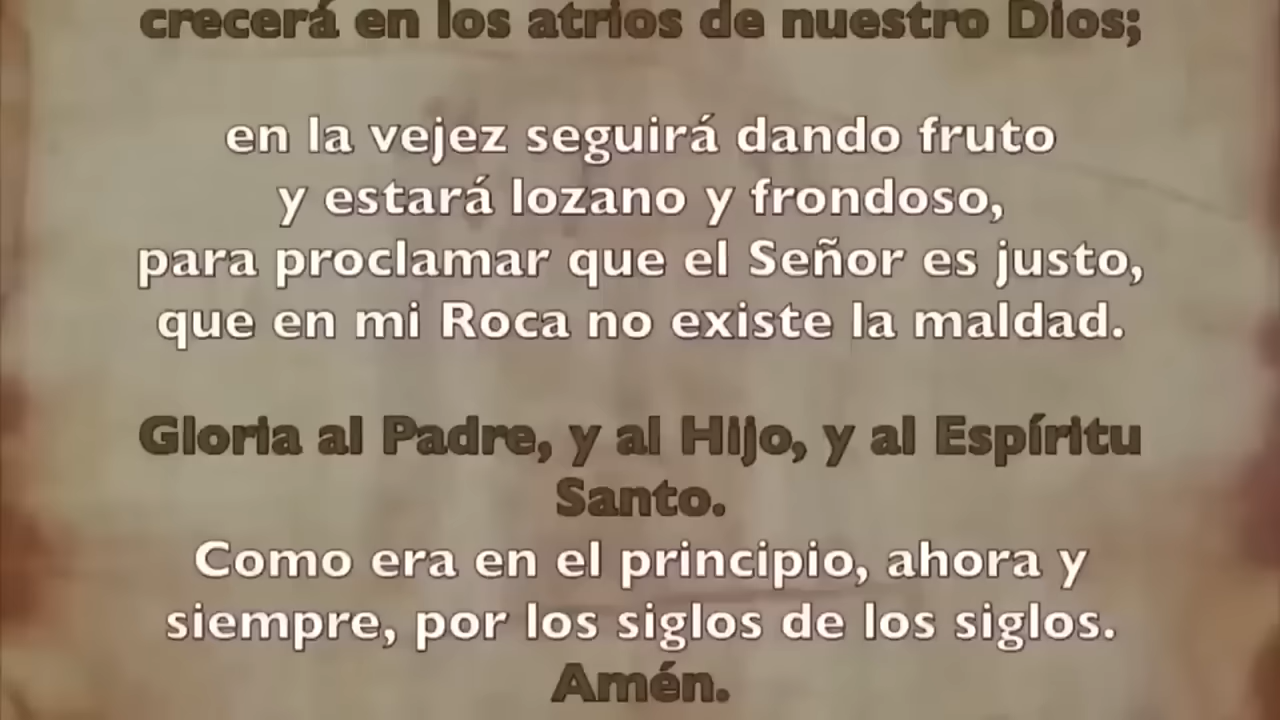 crecerá en los atrios de nuestro Dios;
en la vejez seguirá dando fruto
y estará lozano y frondoso,
para proclamar que el Señor es justo,
que en mi Roca no existe la maldad.
Gloria al Padre, y al Hijo, y al Espíritu
Santo.
Como era en el principio, ahora y
siempre, por los siglos de los siglos.
Amén.